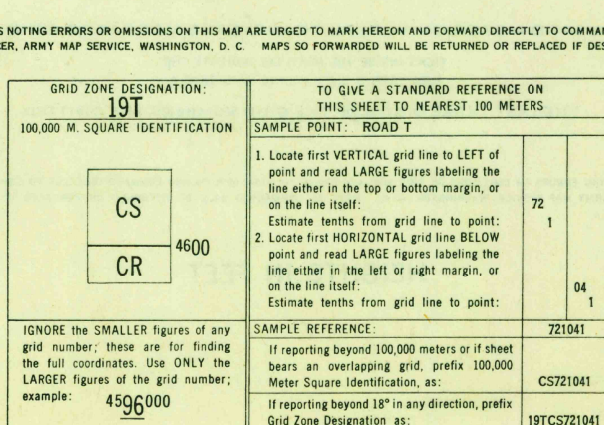 S NOTING ERRORS OR OMISSIONS ON THIS MAP ARE URGED TO MARK HEREON AND FORWARD DIRECTLY TO COMMAN
CER, ARMY MAP SERVICE, WASHINGTON, D. C. MAPS SO FORWARDED WILL BE RETURNED OR REPLACED IF DES
GRID ZONE DESIGNATION:
19T
100,000 M. SQUARE IDENTIFICATION
CS
4600
CR
IGNORE the SMALLER figures of any
grid number; these are for finding
the full coordinates. Use ONLY the
LARGER figures of the grid number;
example:
4596000
TO GIVE A STANDARD REFERENCE ON
THIS SHEET TO NEAREST 100 METERS
SAMPLE POINT: ROAD T
1. Locate first VERTICAL grid line to LEFT of
point and read LARGE figures labeling the
line either in the top or bottom margin, or
on the line itself: 72
Estimate tenths from grid line to point: 1
2. Locate first HORIZONTAL grid line BELOW
point and read LARGE figures labeling the
line either in the left or right margin, or
on the line itself: 04
Estimate tenths from grid line to point: 1
SAMPLE REFERENCE: 721041
If reporting beyond 100,000 meters or if sheet
bears an overlapping grid, prefix 100,000
Meter Square Identification, as: CS721041
If reporting beyond 18° in any direction, prefix
Grid Zone Designation as: 19TCS721041